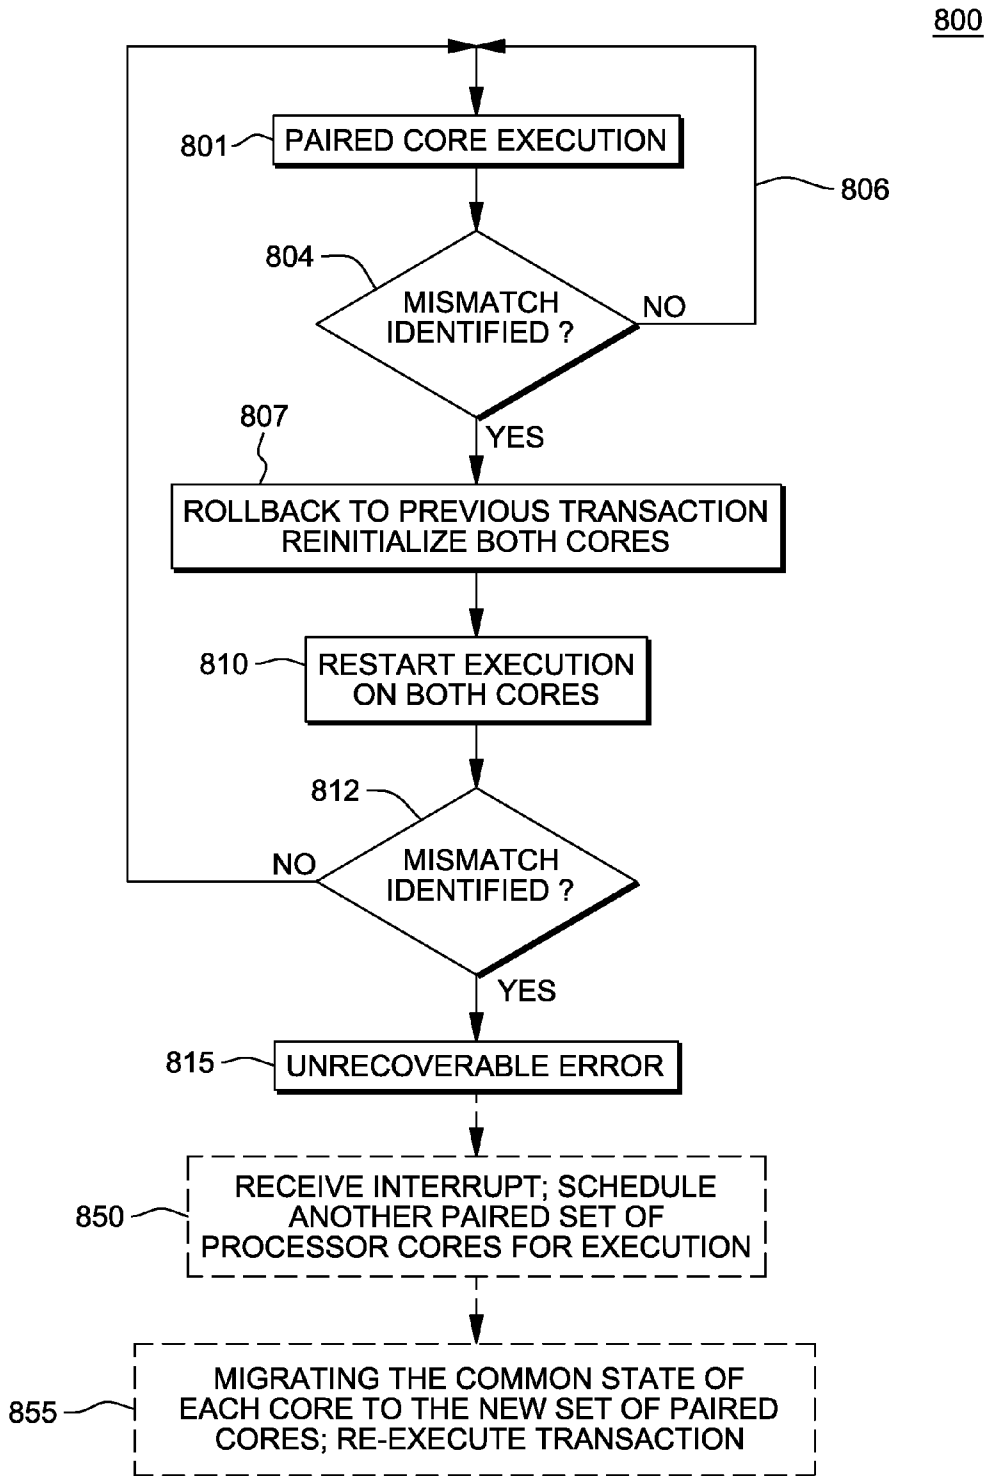 800
801
PAIRED CORE EXECUTION
806
804
MISMATCH
IDENTIFIED ?
NO
YES
807
ROLLBACK TO PREVIOUS TRANSACTION
REINITIALIZE BOTH CORES
810
RESTART EXECUTION
ON BOTH CORES
812
MISMATCH
IDENTIFIED ?
NO
YES
815
UNRECOVERABLE ERROR
850
RECEIVE INTERRUPT; SCHEDULE
ANOTHER PAIRED SET OF
PROCESSOR CORES FOR EXECUTION
855
MIGRATING THE COMMON STATE OF
EACH CORE TO THE NEW SET OF PAIRED
CORES; RE-EXECUTE TRANSACTION